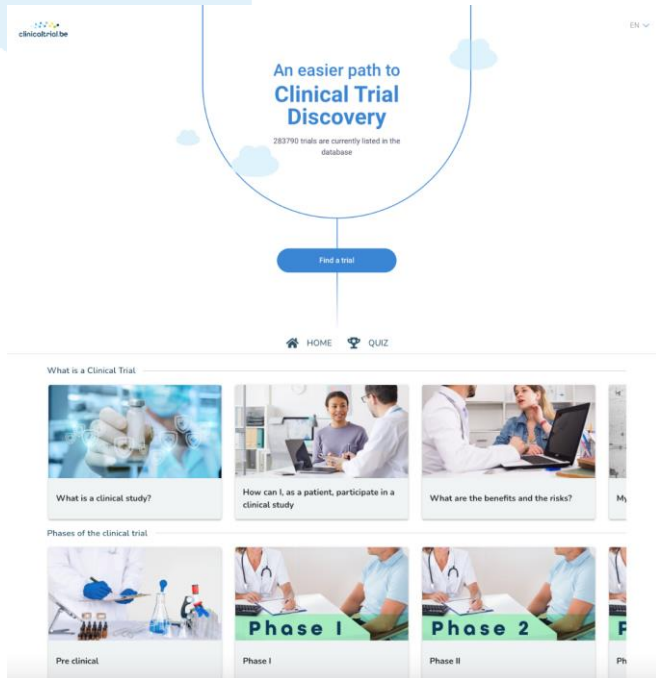 clinicaltrial.be
EN
An easier path to
Clinical Trial
Discovery
283790 trials are currently listed in the
database
Find a trial
HOME
QUIZ
What is a Clinical Trial
What is a clinical study?
How can I, as a patient, participate in a
clinical study
What are the benefits and the risks?
My
Phases of the clinical trial
Phase I
Phase 2
P
Pre clinical
Phase I
Phase II
Ph